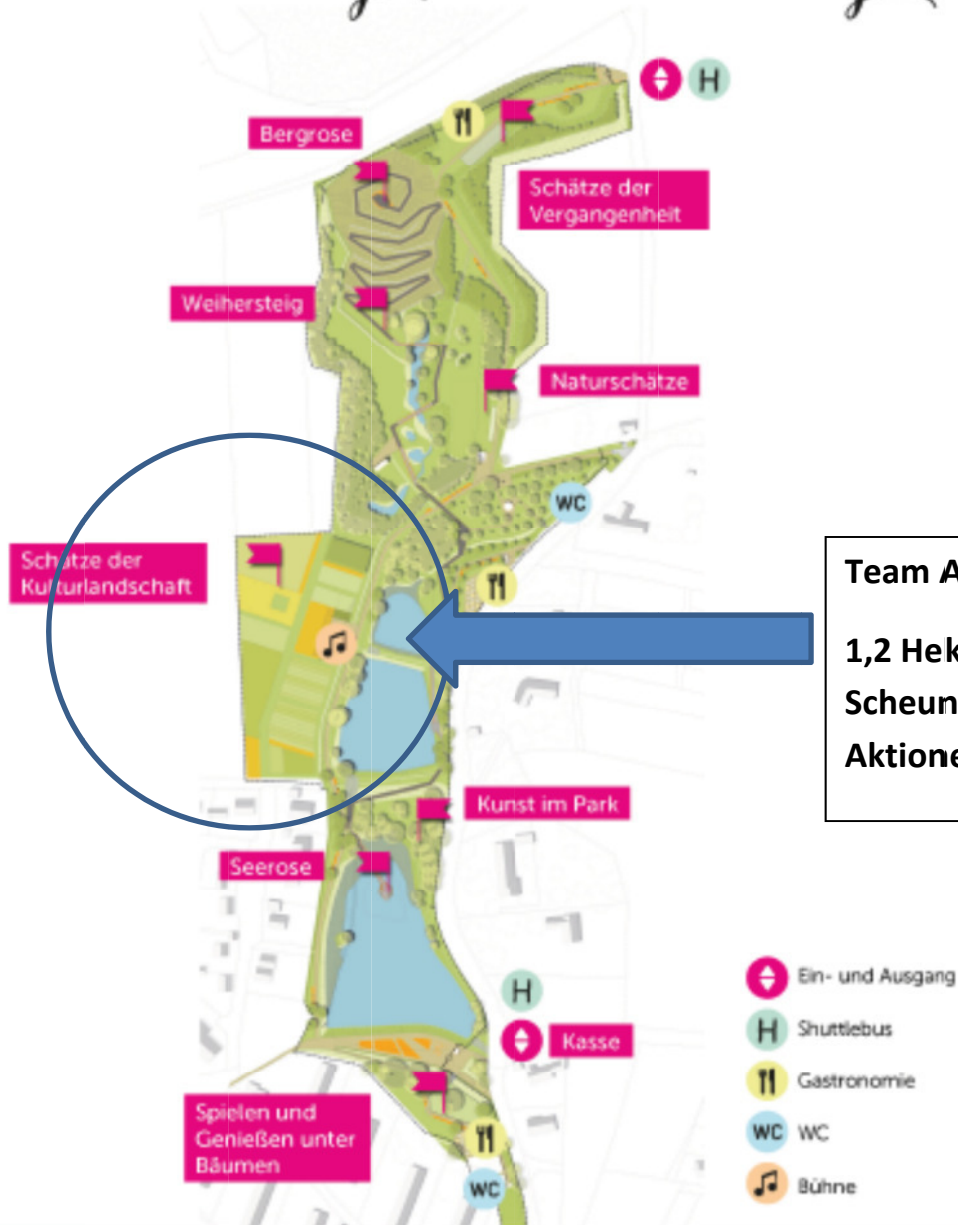 H
Bergrose
Schätze der
Vergangenheit
Weihersteig
Naturschätze
WC
Schätze der
Kulturlandschaft
Team A
1,2 Hek
Scheun
Aktione
Kunst im Park
Seerose
H
Kasse
Spielen und
Genießen unter
Bäumen
WC
Ein- und Ausgang
H Shuttlebus
Gastronomie
WC WC
Bühne